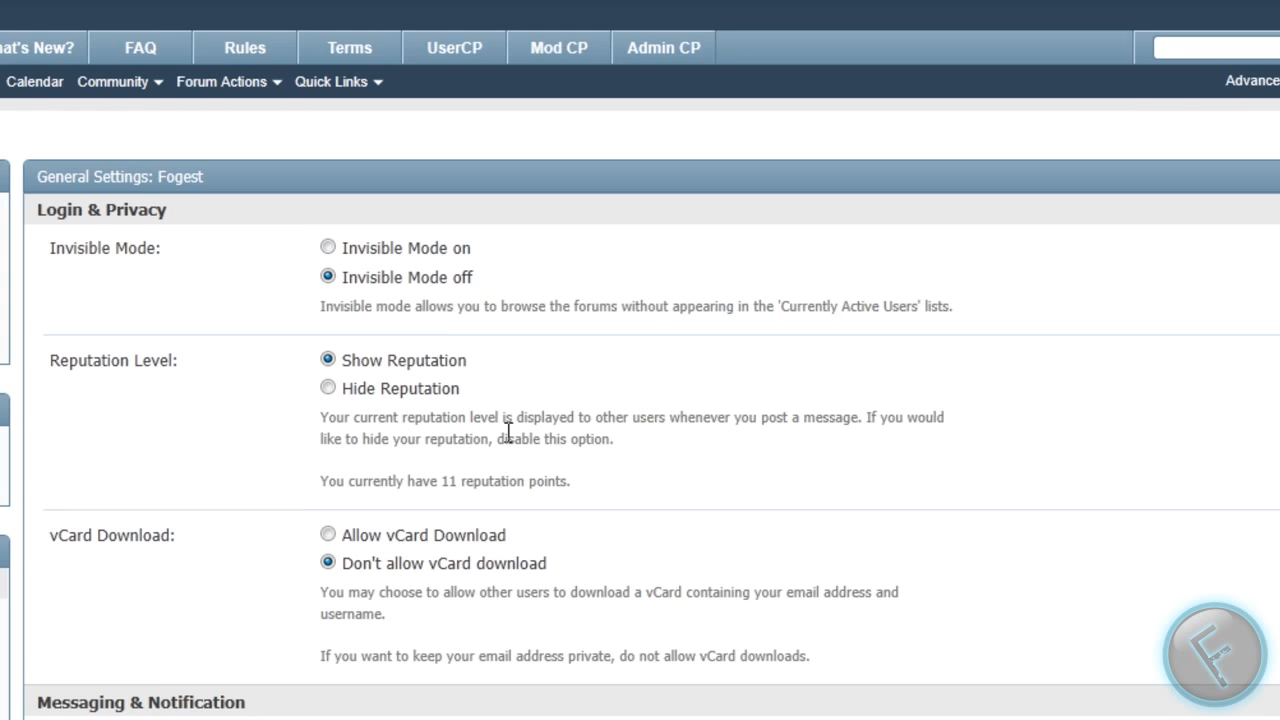 hat's New? FAQ Rules Terms UserCP Mod CP Admin CP
Calendar Community Forum Actions Quick Links Advance
General Settings: Fogest
Login & Privacy
Invisible Mode: Invisible Mode on
Invisible Mode off
Invisible mode allows you to browse the forums without appearing in the 'Currently Active Users' lists.
Reputation Level: Show Reputation
Hide Reputation
Your current reputation level is displayed to other users whenever you post a message. If you would
like to hide your reputation, disable this option.
You currently have 11 reputation points.
vCard Download: Allow vCard Download
Don't allow vCard download
You may choose to allow other users to download a vCard containing your email address and
username.
If you want to keep your email address private, do not allow vCard downloads.
Messaging & Notification